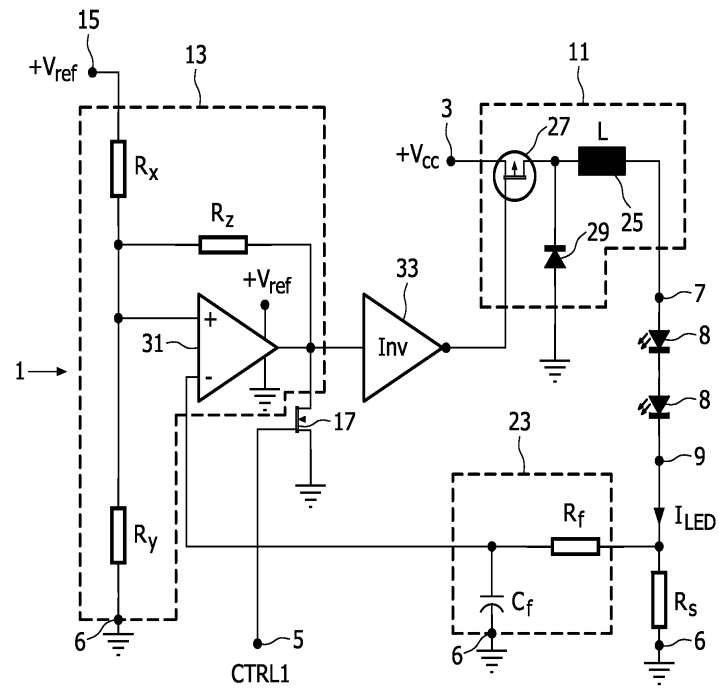 15
+Vref
13
11
3
27
L
+Vcc
Rx
25
Rz
29
+Vref
33
7
+
31
Inv
8
1
-
8
17
23
9
Rf
ILED
Ry
Cf
Rs
6
5
6
6
CTRL1